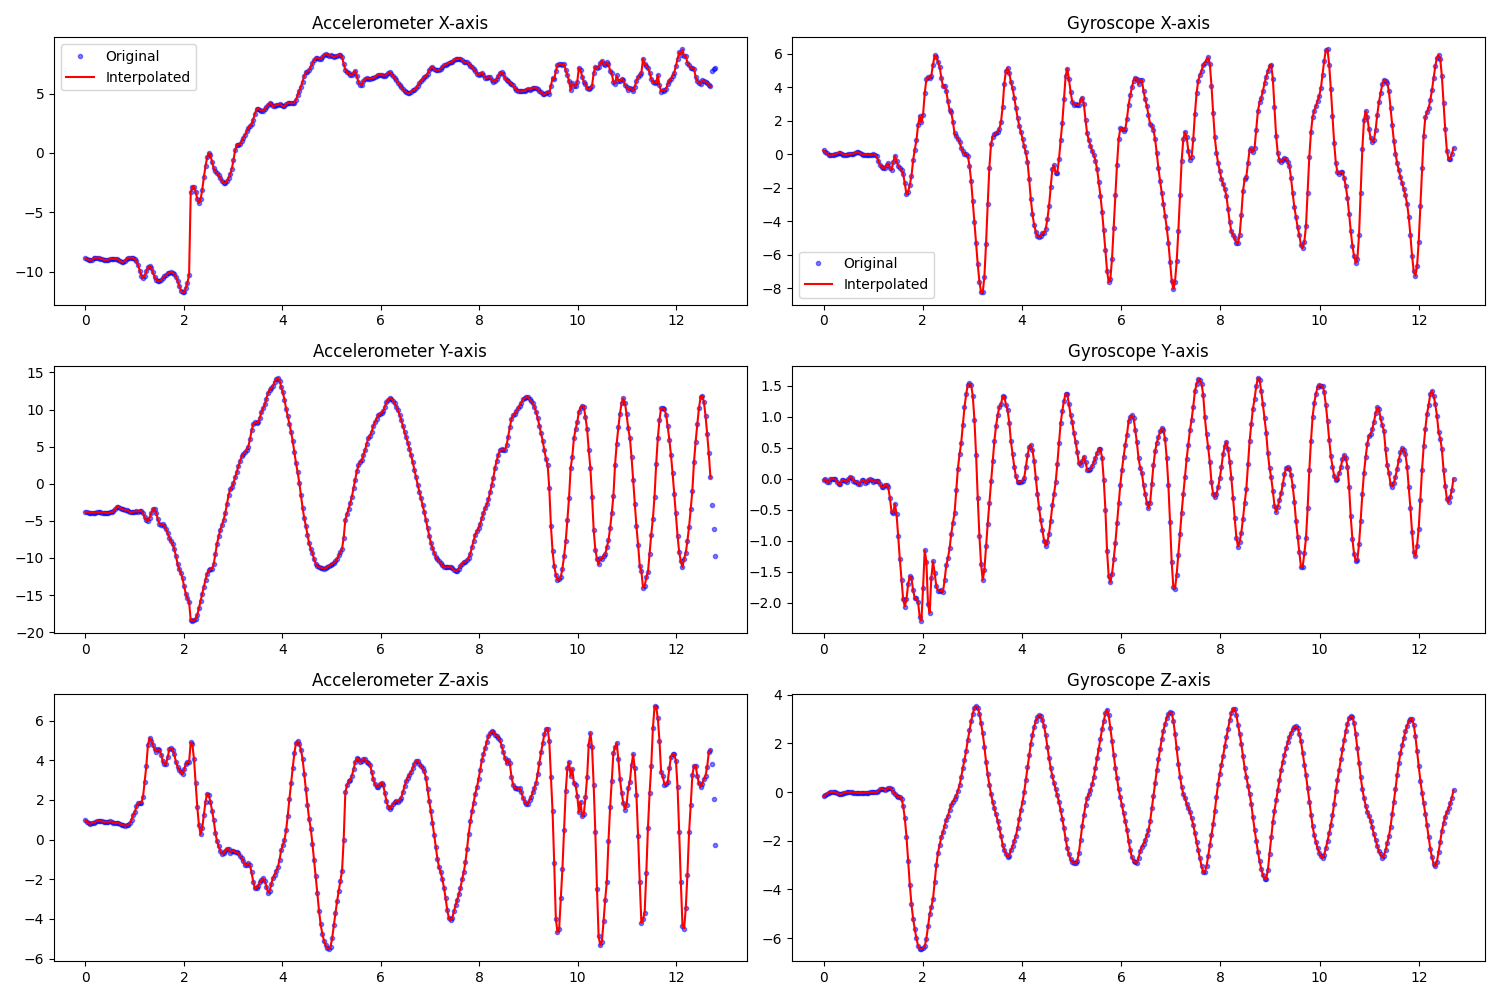 Accelerometer X-axis
Original
Interpolated
5
0
−5
−10
0 2 4 6 8 10 12
Gyroscope X-axis
6
4
2
0
−2
−4
−6
−8
Original
Interpolated
0 2 4 6 8 10 12
Accelerometer Y-axis
15
10
5
0
−5
−10
−15
−20
0 2 4 6 8 10 12
Gyroscope Y-axis
1.5
1.0
0.5
0.0
−0.5
−1.0
−1.5
−2.0
0 2 4 6 8 10 12
Accelerometer Z-axis
6
4
2
0
−2
−4
−6
0 2 4 6 8 10 12
Gyroscope Z-axis
4
2
0
−2
−4
−6
0 2 4 6 8 10 12